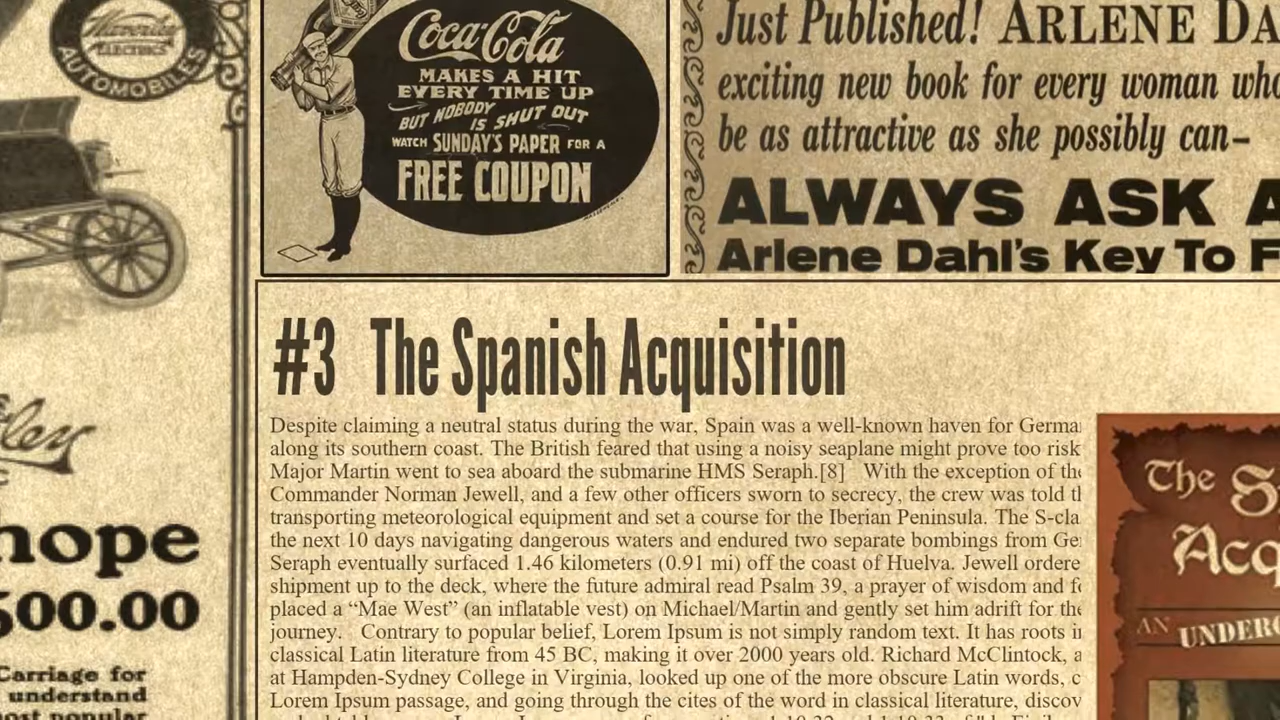 Waverley
ELECTRICS
AUTOMOBILES
hope
500.00
Carriage for
understand
most popular
Coca-Cola
MAKES A HIT
EVERY TIME UP
BUT NOBODY
IS SHUT OUT
WATCH SUNDAY'S PAPER FOR A
FREE COUPON
Just Published! ARLENE DA
exciting new book for every woman who
be as attractive as she possibly can–
ALWAYS ASK A
Arlene Dahl's Key To F
#3 The Spanish Acquisition
Despite claiming a neutral status during the war, Spain was a well-known haven for Germa
along its southern coast. The British feared that using a noisy seaplane might prove too risk
Major Martin went to sea aboard the submarine HMS Seraph.[8] With the exception of the
Commander Norman Jewell, and a few other officers sworn to secrecy, the crew was told th
transporting meteorological equipment and set a course for the Iberian Peninsula. The S-cla
the next 10 days navigating dangerous waters and endured two separate bombings from Ge
Seraph eventually surfaced 1.46 kilometers (0.91 mi) off the coast of Huelva. Jewell ordere
shipment up to the deck, where the future admiral read Psalm 39, a prayer of wisdom and fo
placed a “Mae West” (an inflatable vest) on Michael/Martin and gently set him adrift for the
journey. Contrary to popular belief, Lorem Ipsum is not simply random text. It has roots in
classical Latin literature from 45 BC, making it over 2000 years old. Richard McClintock, a
at Hampden-Sydney College in Virginia, looked up one of the more obscure Latin words, c
Lorem Ipsum passage, and going through the cites of the word in classical literature, discov
The S
Acq
AN UNDERC